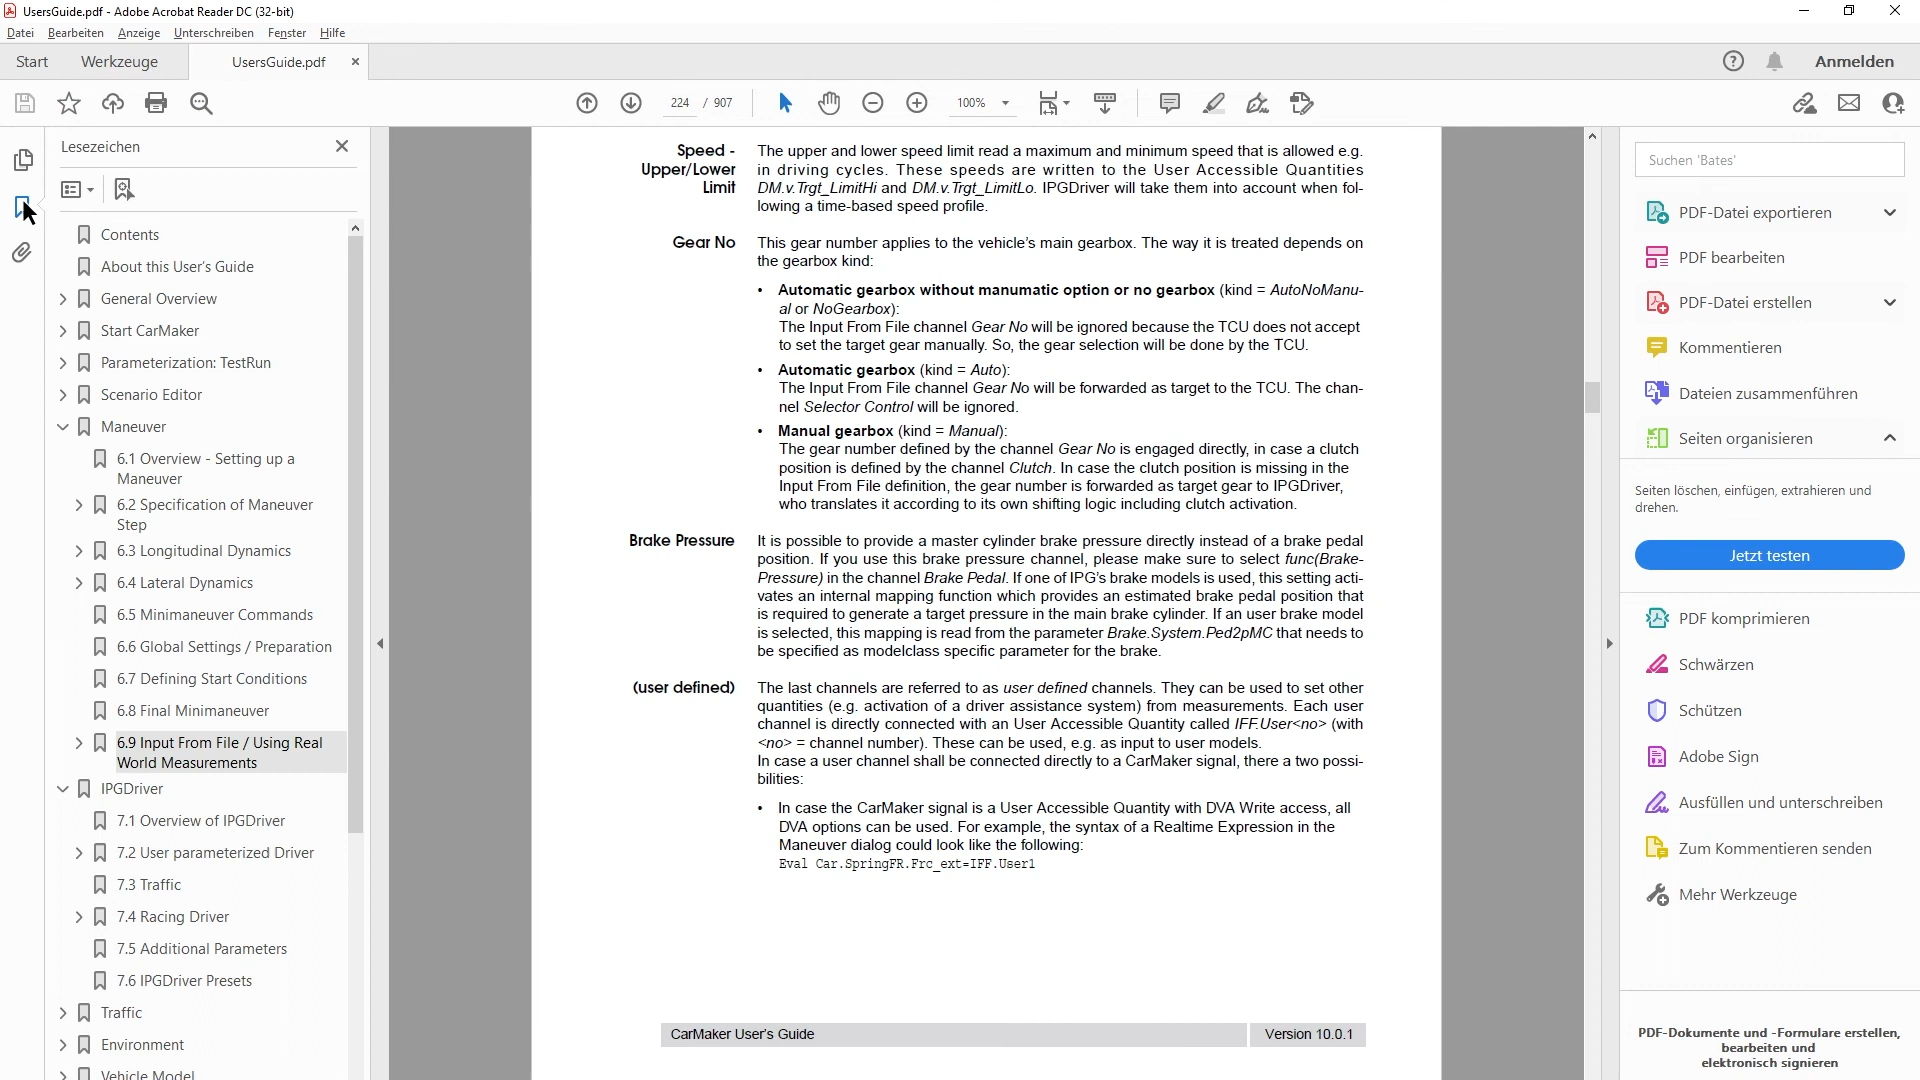 UsersGuide.pdf - Adobe Acrobat Reader DC (32-bit)
Datei Bearbeiten Anzeige Unterschreiben Fenster Hilfe
Start Werkzeuge UsersGuide.pdf Anmelden
224 / 907 100%
Lesezeichen
Contents
About this User's Guide
General Overview
Start CarMaker
Parameterization: TestRun
Scenario Editor
Maneuver
6.1 Overview - Setting up a
Maneuver
6.2 Specification of Maneuver
Step
6.3 Longitudinal Dynamics
6.4 Lateral Dynamics
6.5 Minimaneuver Commands
6.6 Global Settings / Preparation
6.7 Defining Start Conditions
6.8 Final Minimaneuver
6.9 Input From File / Using Real
World Measurements
IPGDriver
7.1 Overview of IPGDriver
7.2 User parameterized Driver
7.3 Traffic
7.4 Racing Driver
7.5 Additional Parameters
7.6 IPGDriver Presets
Traffic
Environment
Vehicle Model
Speed -
Upper/Lower
Limit
The upper and lower speed limit read a maximum and minimum speed that is allowed e.g.
in driving cycles. These speeds are written to the User Accessible Quantities
DM.v.Trgt_LimitHi and DM.v.Trgt_LimitLo. IPGDriver will take them into account when fol-
lowing a time-based speed profile.
Gear No
This gear number applies to the vehicle's main gearbox. The way it is treated depends on
the gearbox kind:
• Automatic gearbox without manumatic option or no gearbox (kind = AutoNoManu-
al or NoGearbox):
The Input From File channel Gear No will be ignored because the TCU does not accept
to set the target gear manually. So, the gear selection will be done by the TCU.
• Automatic gearbox (kind = Auto):
The Input From File channel Gear No will be forwarded as target to the TCU. The chan-
nel Selector Control will be ignored.
• Manual gearbox (kind = Manual):
The gear number defined by the channel Gear No is engaged directly, in case a clutch
position is defined by the channel Clutch. In case the clutch position is missing in the
Input From File definition, the gear number is forwarded as target gear to IPGDriver,
who translates it according to its own shifting logic including clutch activation.
Brake Pressure
It is possible to provide a master cylinder brake pressure directly instead of a brake pedal
position. If you use this brake pressure channel, please make sure to select func(Brake-
Pressure) in the channel Brake Pedal. If one of IPG's brake models is used, this setting acti-
vates an internal mapping function which provides an estimated brake pedal position that
is required to generate a target pressure in the main brake cylinder. If an user brake model
is selected, this mapping is read from the parameter Brake.System.Ped2pMC that needs to
be specified as modelclass specific parameter for the brake.
(user defined)
The last channels are referred to as user defined channels. They can be used to set other
quantities (e.g. activation of a driver assistance system) from measurements. Each user
channel is directly connected with an User Accessible Quantity called IFF.User<no> (with
<no> = channel number). These can be used, e.g. as input to user models.
In case a user channel shall be connected directly to a CarMaker signal, there a two possi-
bilities:
• In case the CarMaker signal is a User Accessible Quantity with DVA Write access, all
DVA options can be used. For example, the syntax of a Realtime Expression in the
Maneuver dialog could look like the following:
Eval Car.SpringFR.Frc_ext=IFF.User1
CarMaker User's Guide Version 10.0.1
Suchen 'Bates'
PDF-Datei exportieren
PDF bearbeiten
PDF-Datei erstellen
Kommentieren
Dateien zusammenführen
Seiten organisieren
Seiten löschen, einfügen, extrahieren und
drehen.
Jetzt testen
PDF komprimieren
Schwärzen
Schützen
Adobe Sign
Ausfüllen und unterschreiben
Zum Kommentieren senden
Mehr Werkzeuge
PDF-Dokumente und -Formulare erstellen,
bearbeiten und
elektronisch signieren